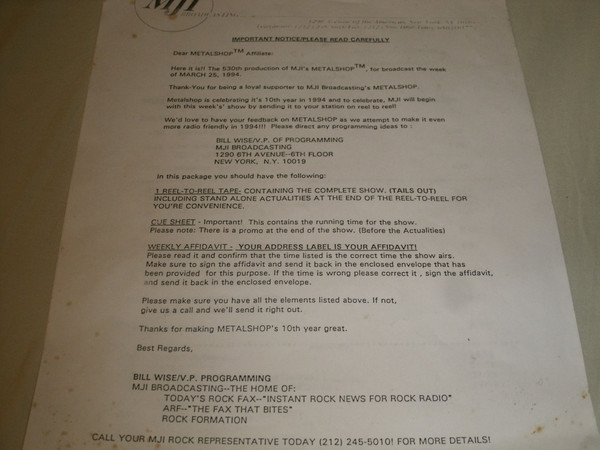 MJI
IMPORTANT NOTICE/PLEASE READ CAREFULLY
Dear METALSHOP™ Affiliate:
Here it is!! The 530th production of MJI's METALSHOP™, for broadcast the week
of MARCH 25, 1994.
Thank-You for being a loyal supporter to MJI Broadcasting's METALSHOP.
Metalshop is celebrating it's 10th year in 1994 and to celebrate, MJI will begin
with this week's' show by sending it to your station on reel to reel!!
We'd love to have your feedback on METALSHOP as we attempt to make it even
more radio friendly in 1994!!! Please direct any programming ideas to :
BILL WISE/V.P. OF PROGRAMMING
MJI BROADCASTING
1290 6TH AVENUE--6TH FLOOR
NEW YORK, N.Y. 10019
In this package you should have the following:
1 REEL-TO-REEL TAPE- CONTAINING THE COMPLETE SHOW. (TAILS OUT)
INCLUDING STAND ALONE ACTUALITIES AT THE END OF THE REEL-TO-REEL FOR
YOU'RE CONVENIENCE.
CUE SHEET - Important! This contains the running time for the show.
Please note: There is a promo at the end of the show. (Before the Actualities)
WEEKLY AFFIDAVIT - YOUR ADDRESS LABEL IS YOUR AFFIDAVIT!
Please read it and confirm that the time listed is the correct time the show airs.
Make sure to sign the affidavit and send it back in the enclosed envelope that has
been provided for this purpose. If the time is wrong please correct it , sign the affidavit,
and send it back in the enclosed envelope.
Please make sure you have all the elements listed above. If not,
give us a call and we'll send it right out.
Thanks for making METALSHOP's 10th year great.
Best Regards,
BILL WISE/V.P. PROGRAMMING
MJI BROADCASTING--THE HOME OF:
TODAY'S ROCK FAX--"INSTANT ROCK NEWS FOR ROCK RADIO"
ARF--"THE FAX THAT BITES"
ROCK FORMATION
CALL YOUR MJI ROCK REPRESENTATIVE TODAY (212) 245-5010! FOR MORE DETAILS!